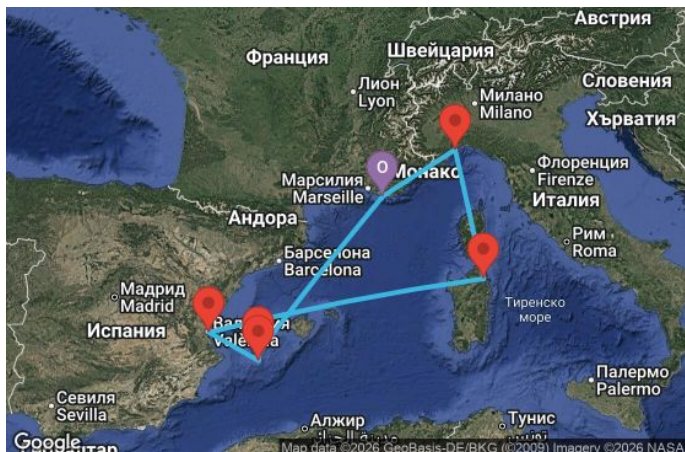 Австрия
Франция
Швейцария
Лион
Lyon
Милано
Milano
Словения
Хърватия
О
Монако
Марсилия
Marseille
Флоренция
Firenze
Италия
Андора
Барселона
Barcelona
Рим
Roma
Мадрид
Madrid
Испания
València
Тиренско
море
Севиля
Sevilla
Палермо
Palermo
Алжир
Тунис
تونس
Google
Map data ©2026 GeoBasis-DE/BKG (©2009) Imagery ©2026 NASA